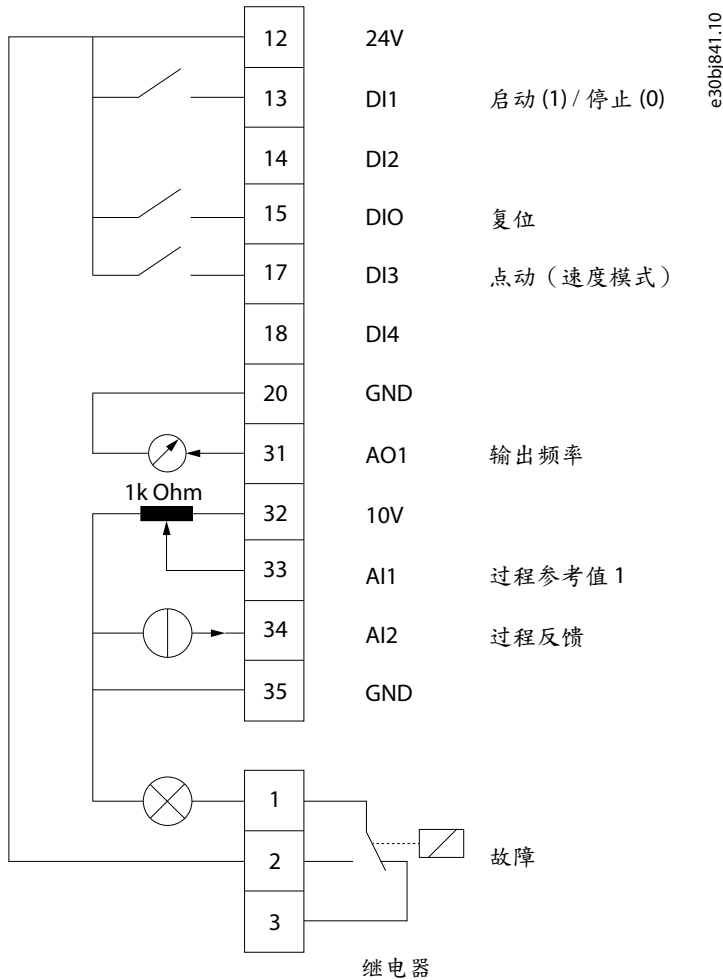 e30bj841.10
12 24V
13 DI1 启动 (1) / 停止 (0)
14 DI2
15 DIO 复位
17 DI3 点动（速度模式）
18 DI4
20 GND
31 AO1 输出频率
1k Ohm
32 10V
33 AI1 过程参考值 1
34 AI2 过程反馈
35 GND
1
2 故障
3
继电器